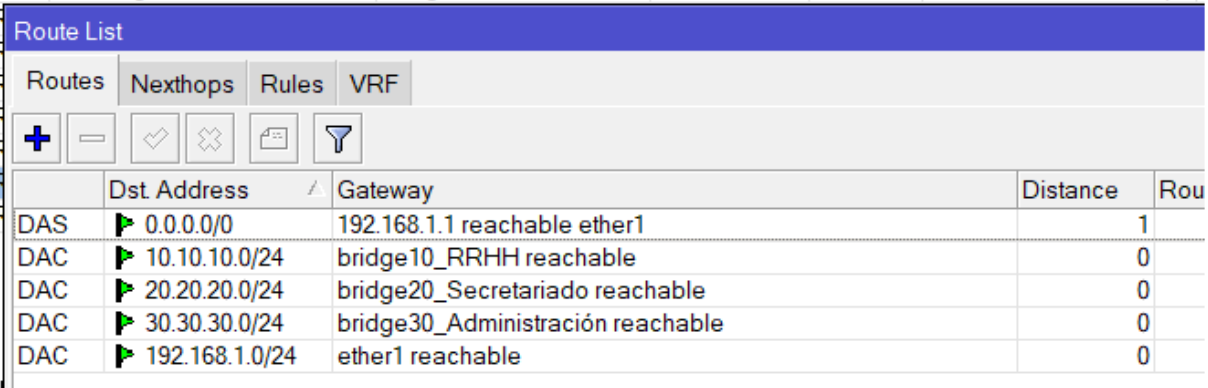 Route List
Routes Nexthops Rules VRF
Dst. Address Gateway Distance Rou
DAS 0.0.0.0/0 192.168.1.1 reachable ether1 1
DAC 10.10.10.0/24 bridge10_RRHH reachable 0
DAC 20.20.20.0/24 bridge20_Secretariado reachable 0
DAC 30.30.30.0/24 bridge30_Administración reachable 0
DAC 192.168.1.0/24 ether1 reachable 0